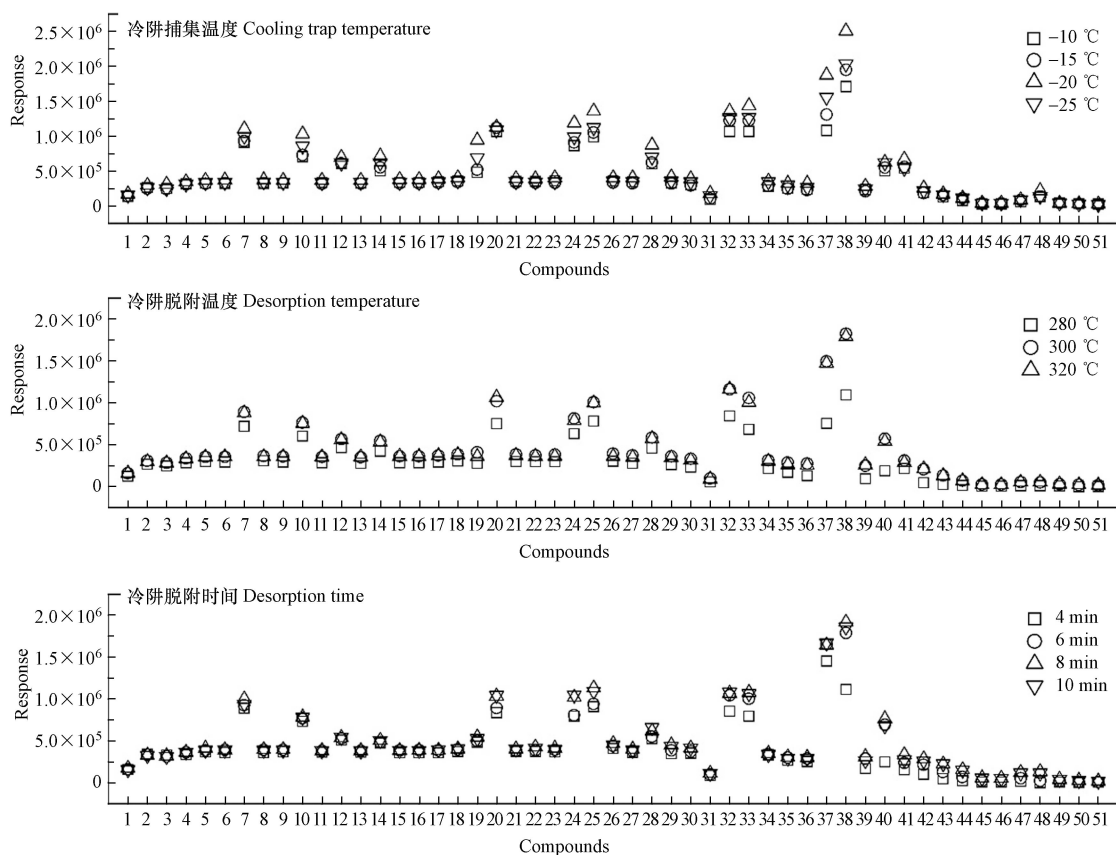 冷阱捕集温度 Cooling trap temperature
Response
2.5×10⁶
2.0×10⁶
1.5×10⁶
1.0×10⁶
5.0×10⁵
0
–10 ℃
–15 ℃
–20 ℃
–25 ℃
1 2 3 4 5 6 7 8 9 10 11 12 13 14 15 16 17 18 19 20 21 22 23 24 25 26 27 28 29 30 31 32 33 34 35 36 37 38 39 40 41 42 43 44 45 46 47 48 49 50 51
Compounds
冷阱脱附温度 Desorption temperature
Response
2.0×10⁶
1.5×10⁶
1.0×10⁶
5.0×10⁵
0
280 ℃
300 ℃
320 ℃
1 2 3 4 5 6 7 8 9 10 11 12 13 14 15 16 17 18 19 20 21 22 23 24 25 26 27 28 29 30 31 32 33 34 35 36 37 38 39 40 41 42 43 44 45 46 47 48 49 50 51
Compounds
冷阱脱附时间 Desorption time
Response
2.0×10⁶
1.5×10⁶
1.0×10⁶
5.0×10⁵
0
4 min
6 min
8 min
10 min
1 2 3 4 5 6 7 8 9 10 11 12 13 14 15 16 17 18 19 20 21 22 23 24 25 26 27 28 29 30 31 32 33 34 35 36 37 38 39 40 41 42 43 44 45 46 47 48 49 50 51
Compounds